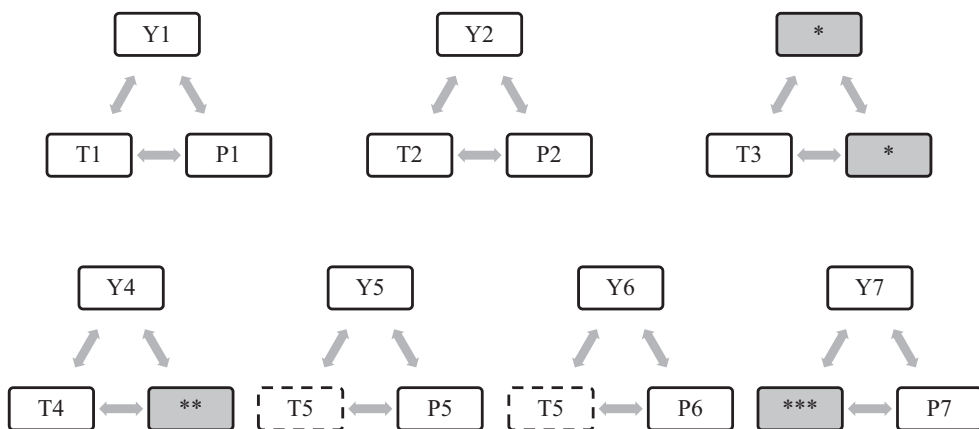 Y1 Y2 *
T1 P1 T2 P2 T3 *
Y4 Y5 Y6 Y7
T4 ** T5 P5 T5 P6 *** P7